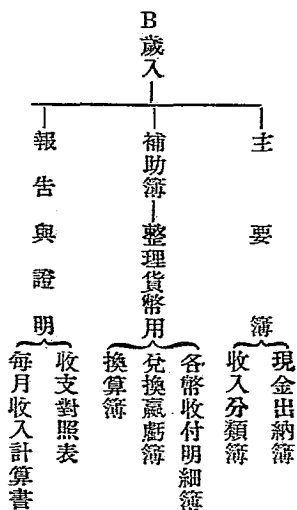 B歲入
主要簿
現金出納簿
收入分類簿
補助簿
整理貨幣用
各幣收付明細簿
兌換贏虧簿
換算簿
報告與證明
收支對照表
每月收入計算書